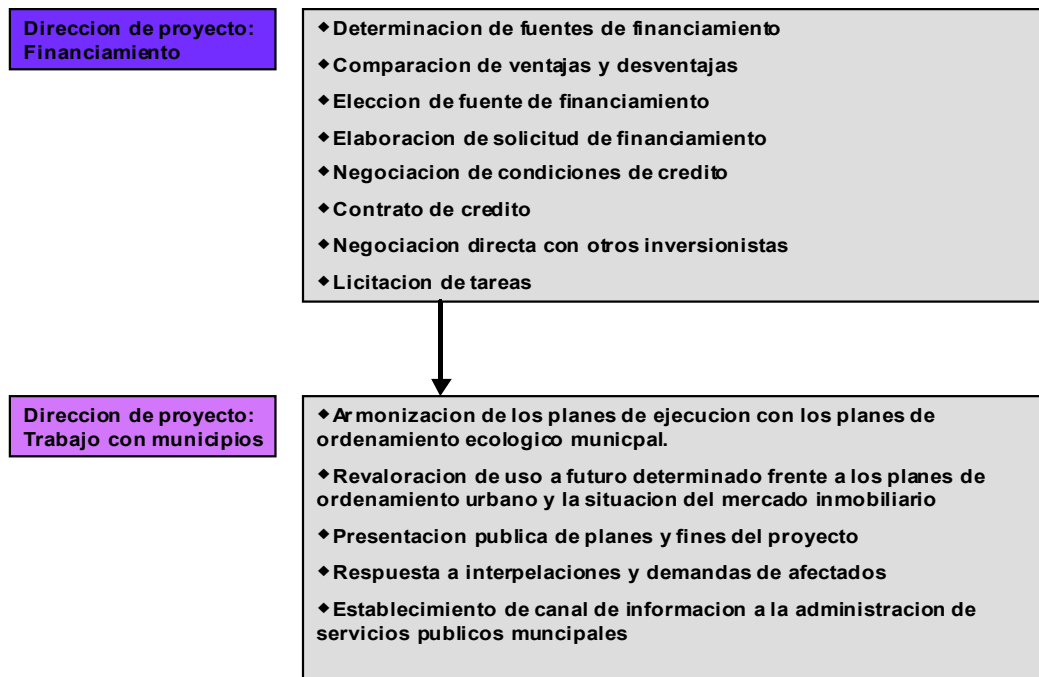 Direccion de proyecto:
Financiamiento
◆Determinacion de fuentes de financiamiento
◆Comparacion de ventajas y desventajas
◆Eleccion de fuente de financiamiento
◆Elaboracion de solicitud de financiamiento
◆Negociacion de condiciones de credito
◆Contrato de credito
◆Negociacion directa con otros inversionistas
◆Licitacion de tareas
Direccion de proyecto:
Trabajo con municipios
◆Armonizacion de los planes de ejecucion con los planes de
ordenamiento ecologico municpal.
◆Revaloracion de uso a futuro determinado frente a los planes de
ordenamiento urbano y la situacion del mercado inmobiliario
◆Presentacion publica de planes y fines del proyecto
◆Respuesta a interpelaciones y demandas de afectados
◆Establecimiento de canal de informacion a la administracion de
servicios publicos muncipales